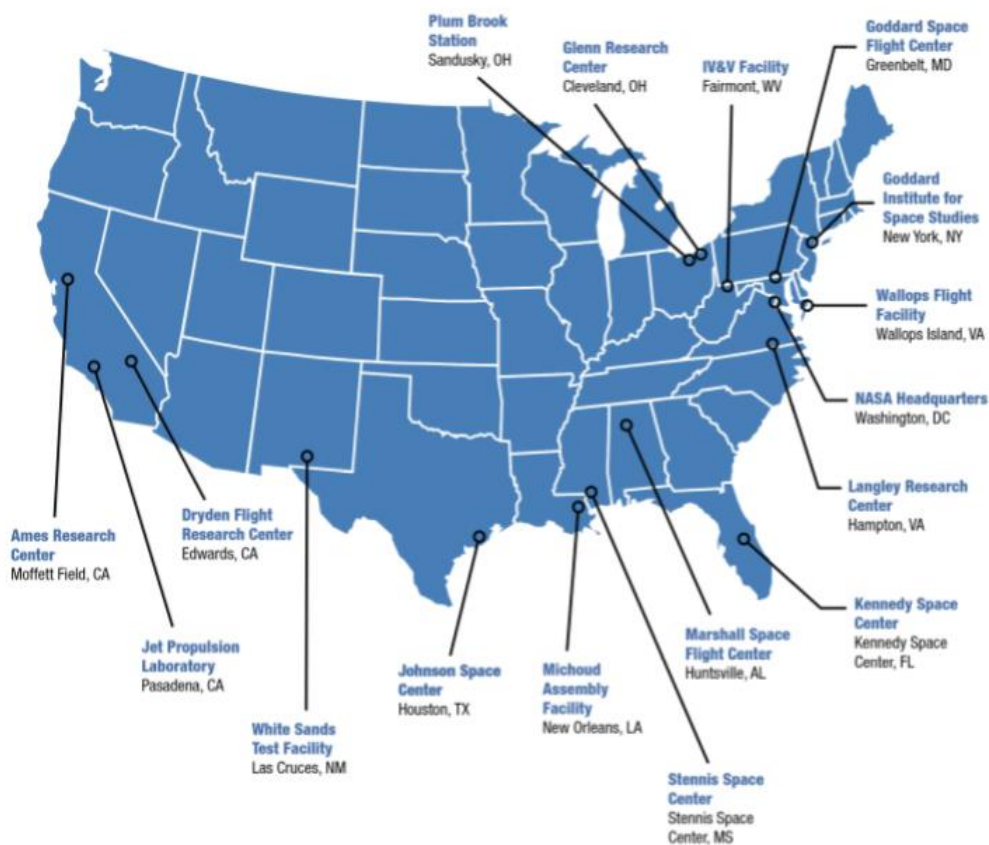 Plum Brook
Station
Sandusky, OH
Glenn Research
Center
Cleveland, OH
IV&V Facility
Fairmont, WV
Goddard Space
Flight Center
Greenbelt, MD
Goddard
Institute for
Space Studies
New York, NY
Wallops Flight
Facility
Wallops Island, VA
NASA Headquarters
Washington, DC
Langley Research
Center
Hampton, VA
Kennedy Space
Center
Kennedy Space
Center, FL
Ames Research
Center
Moffett Field, CA
Dryden Flight
Research Center
Edwards, CA
Jet Propulsion
Laboratory
Pasadena, CA
White Sands
Test Facility
Las Cruces, NM
Johnson Space
Center
Houston, TX
Michoud
Assembly
Facility
New Orleans, LA
Marshall Space
Flight Center
Huntsville, AL
Stennis Space
Center
Stennis Space
Center, MS